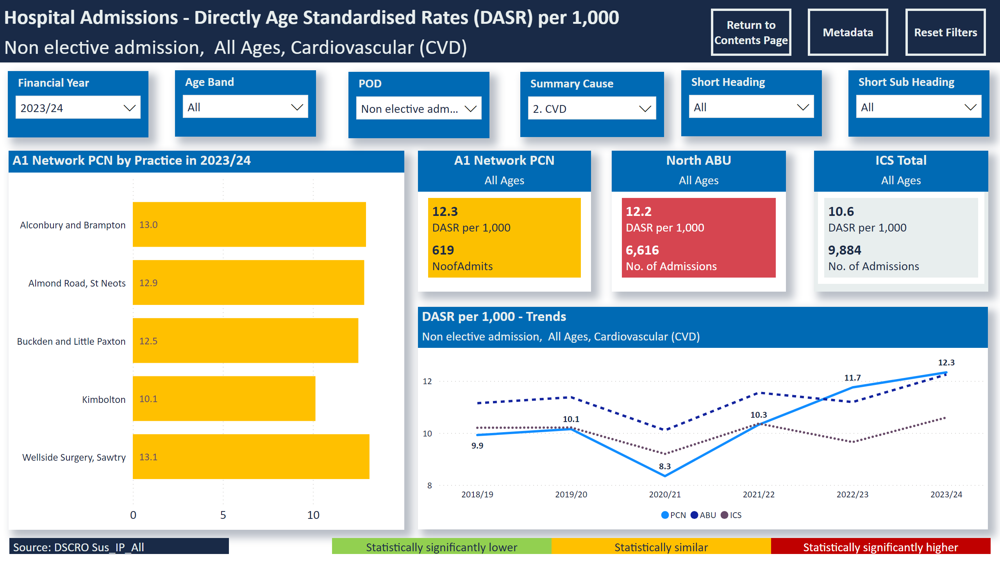 Hospital Admissions - Directly Age Standardised Rates (DASR) per 1,000
Non elective admission,  All Ages, Cardiovascular (CVD)
Return to
Contents Page
Metadata
Reset Filters
Financial Year
2023/24
Age Band
All
POD
Non elective adm...
Summary Cause
2. CVD
Short Heading
All
Short Sub Heading
All
A1 Network PCN by Practice in 2023/24
Alconbury and Brampton
13.0
Almond Road, St Neots
12.9
Buckden and Little Paxton
12.5
Kimbolton
10.1
Wellside Surgery, Sawtry
13.1
0
5
10
A1 Network PCN
All Ages
12.3
DASR per 1,000
619
NoofAdmits
North ABU
All Ages
12.2
DASR per 1,000
6,616
No. of Admissions
ICS Total
All Ages
10.6
DASR per 1,000
9,884
No. of Admissions
DASR per 1,000 - Trends
Non elective admission,  All Ages, Cardiovascular (CVD)
12
10
8
9.9
10.1
8.3
10.3
11.7
12.3
2018/19
2019/20
2020/21
2021/22
2022/23
2023/24
PCN
ABU
ICS
Source: DSCRO Sus_IP_All
Statistically significantly lower
Statistically similar
Statistically significantly higher